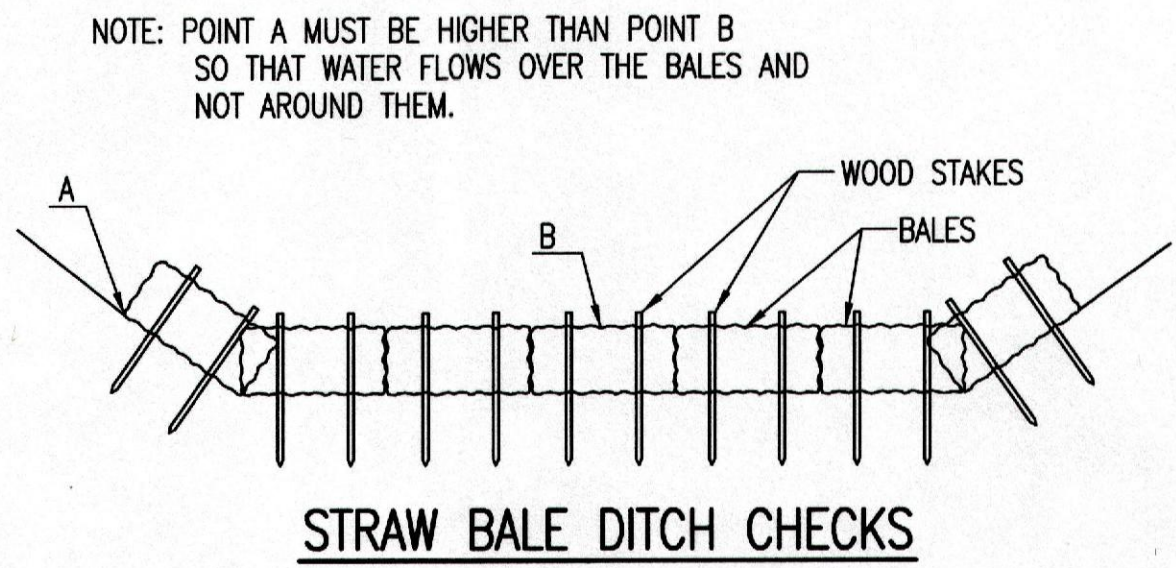 NOTE: POINT A MUST BE HIGHER THAN POINT B
SO THAT WATER FLOWS OVER THE BALES AND
NOT AROUND THEM.
A
WOOD STAKES
B
BALES
STRAW BALE DITCH CHECKS